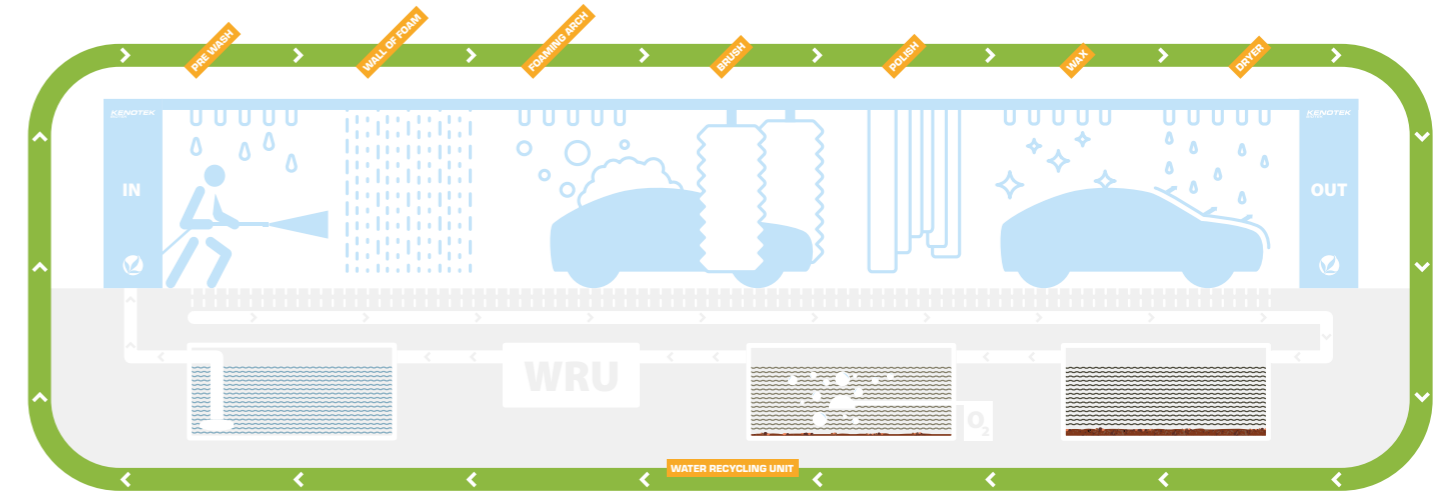 PRE WASH
WALL OF FOAM
FOAMING ARCH
BRUSH
POLISH
WAX
DRYER
KENOTEK
KENOTEK
IN
OUT
WRU
O₂
WATER RECYCLING UNIT